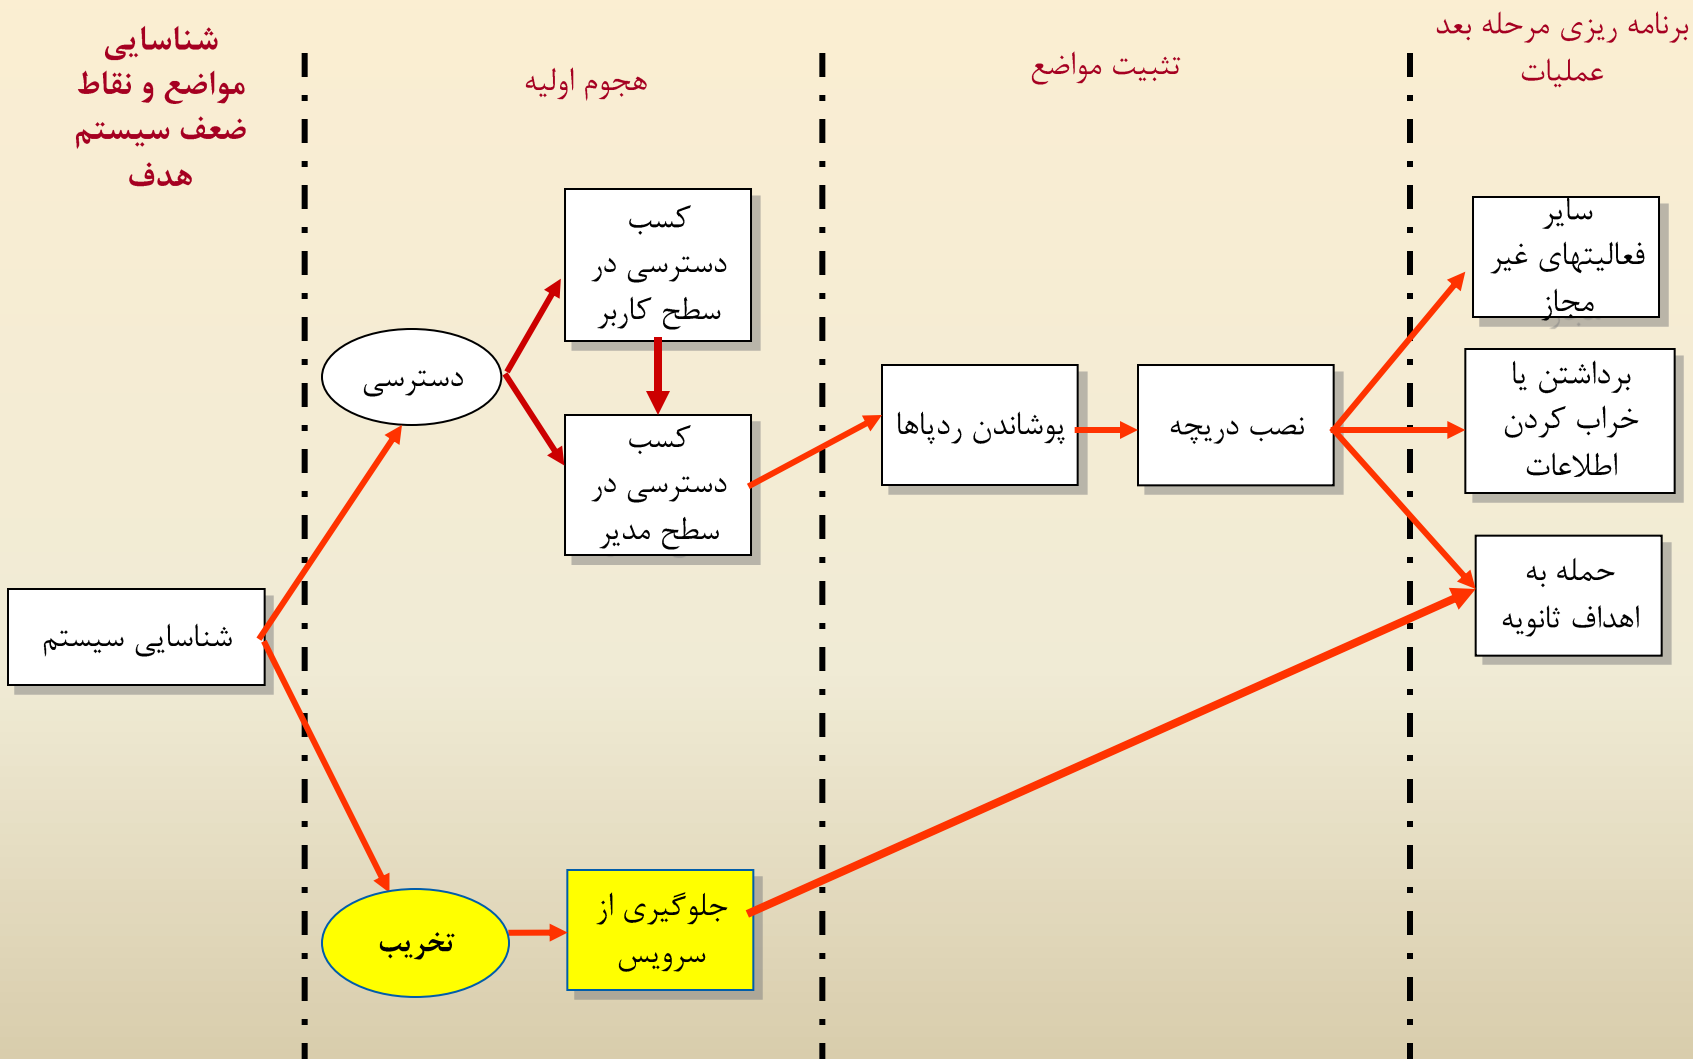 شناسایی
مواضع و نقاط
ضعف سیستم
هدف
هجوم اولیه
تثبیت مواضع
برنامه ریزی مرحله بعد
عملیات
شناسایی سیستم
دسترسی
کسب
دسترسی در
سطح کاربر
کسب
دسترسی در
سطح مدیر
تخریب
جلوگیری از
سرویس
پوشاندن ردپاها
نصب دریچه
سایر
فعالیتهای غیر
مجاز
برداشتن یا
خراب کردن
اطلاعات
حمله به
اهداف ثانویه